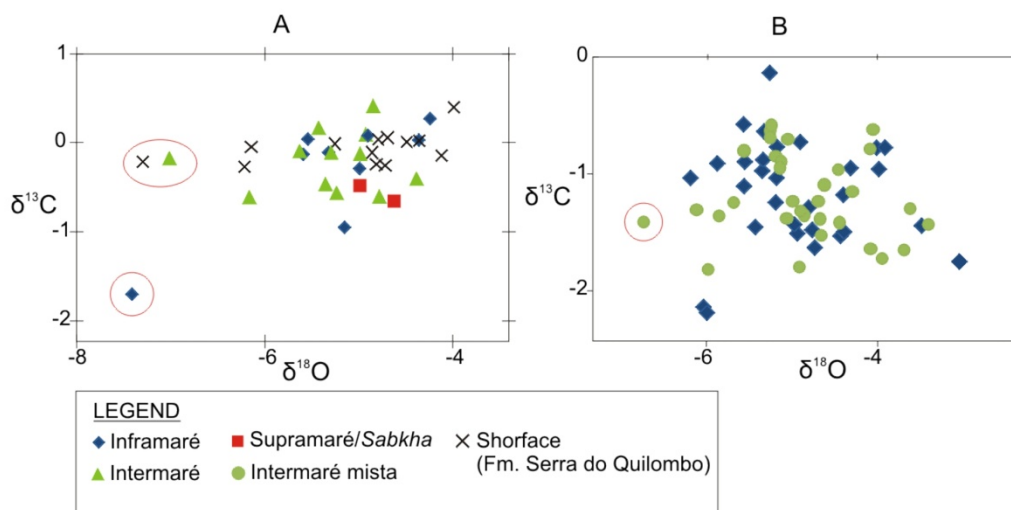 A
B
1
0
-1
-2
δ13C
-8
-6
-4
δ18O
0
-1
-2
δ13C
-6
-4
δ18O
LEGEND
Inframaré
Supramaré/Sabkha
Shorface
(Fm. Serra do Quilombo)
Intermaré
Intermaré mista